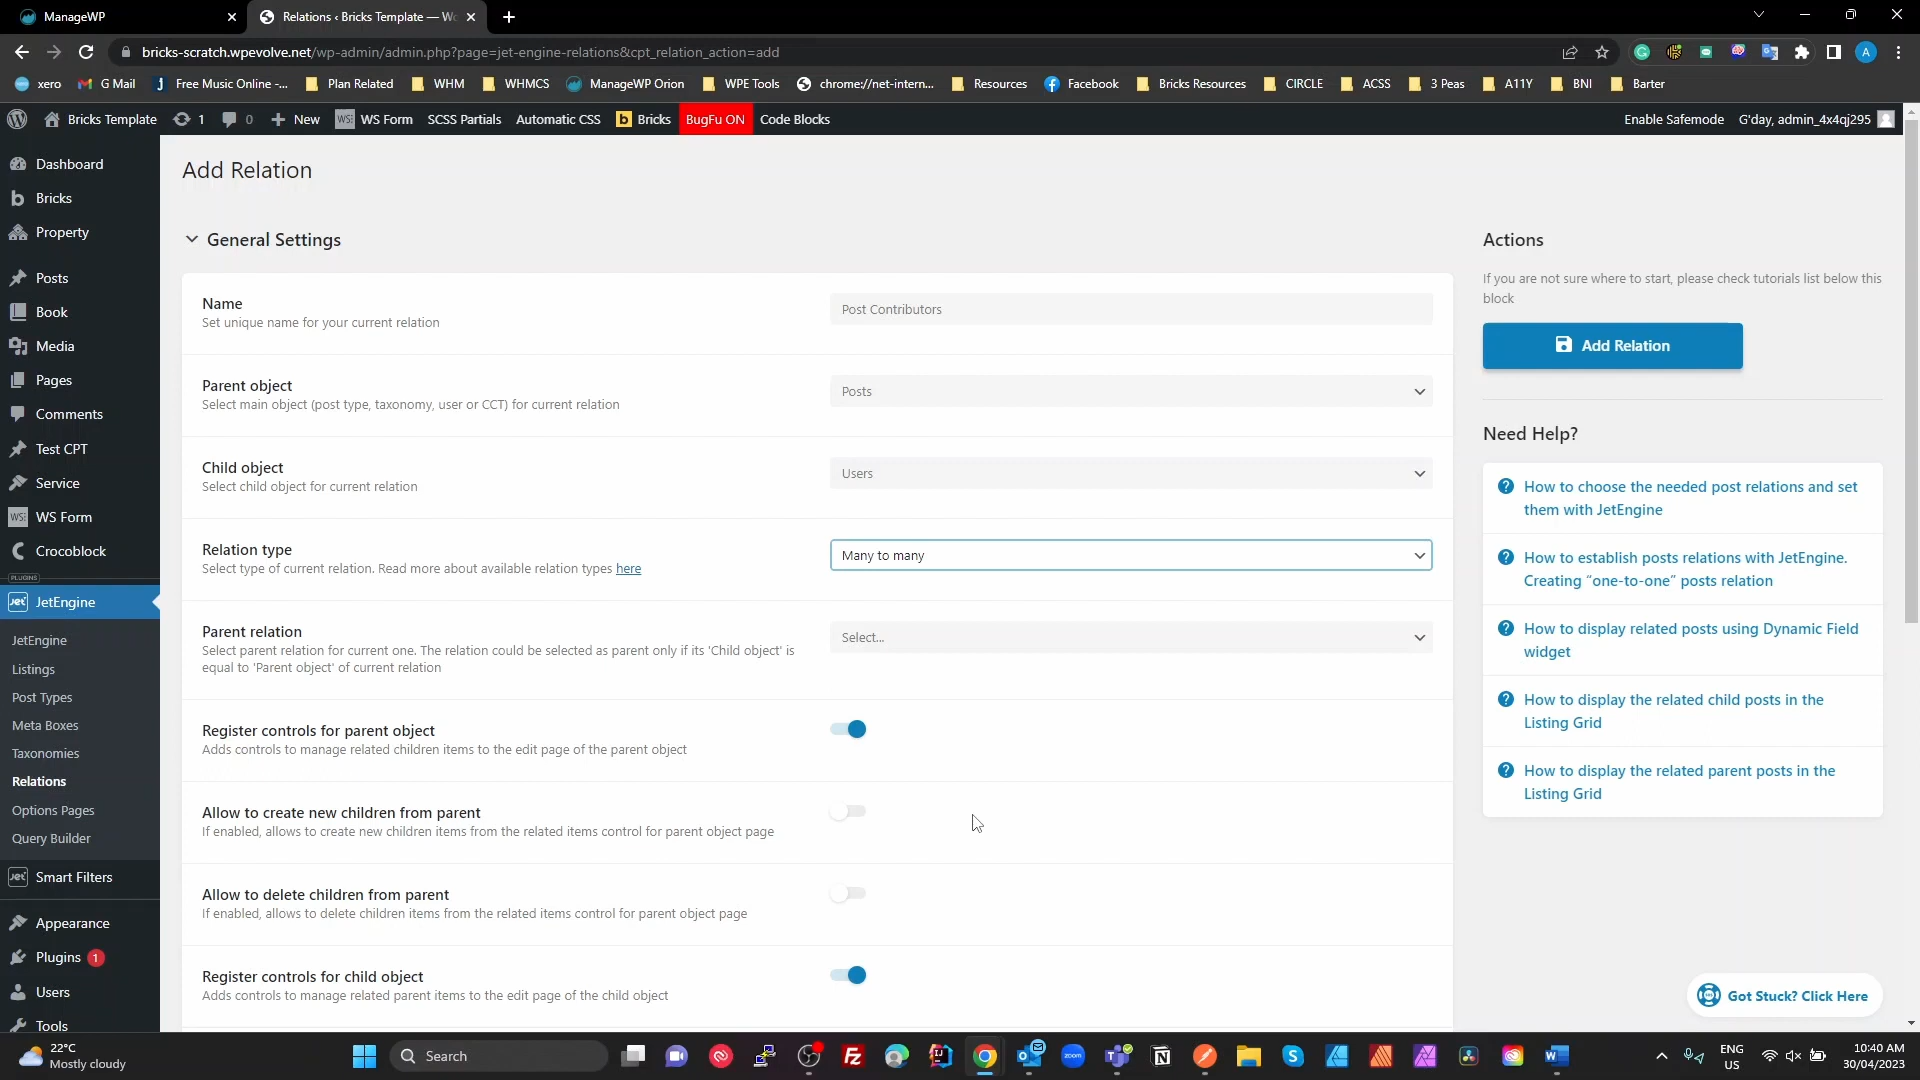 ManageWP
Relations ‹ Bricks Template — Wo
bricks-scratch.wpevolve.net/wp-admin/admin.php?page=jet-engine-relations&cpt_relation_action=add
A
xero
G Mail
Free Music Online -...
Plan Related
WHM
WHMCS
ManageWP Orion
WPE Tools
chrome://net-intern...
Resources
Facebook
Bricks Resources
CIRCLE
ACSS
3 Peas
A11Y
BNI
Barter
Bricks Template
1
0
New
WS Form
SCSS Partials
Automatic CSS
b Bricks
BugFu ON
Code Blocks
Enable Safemode
G'day, admin_4x4qj295
Dashboard
Bricks
Property
Posts
Book
Media
Pages
Comments
Test CPT
Service
WS Form
Crocoblock
PLUGINS
JetEngine
JetEngine
Listings
Post Types
Meta Boxes
Taxonomies
Relations
Options Pages
Query Builder
Smart Filters
Appearance
Plugins 1
Users
Tools
Add Relation
General Settings
Name
Set unique name for your current relation
Post Contributors
Parent object
Select main object (post type, taxonomy, user or CCT) for current relation
Posts
Child object
Select child object for current relation
Users
Relation type
Select type of current relation. Read more about available relation types here
Many to many
Parent relation
Select parent relation for current one. The relation could be selected as parent only if its 'Child object' is
equal to 'Parent object' of current relation
Select...
Register controls for parent object
Adds controls to manage related children items to the edit page of the parent object
Allow to create new children from parent
If enabled, allows to create new children items from the related items control for parent object page
Allow to delete children from parent
If enabled, allows to delete children items from the related items control for parent object page
Register controls for child object
Adds controls to manage related parent items to the edit page of the child object
Actions
If you are not sure where to start, please check tutorials list below this
block
Add Relation
Need Help?
How to choose the needed post relations and set
them with JetEngine
How to establish posts relations with JetEngine.
Creating “one-to-one” posts relation
How to display related posts using Dynamic Field
widget
How to display the related child posts in the
Listing Grid
How to display the related parent posts in the
Listing Grid
Got Stuck? Click Here
22°C
Mostly cloudy
Search
ENG
US
10:40 AM
30/04/2023